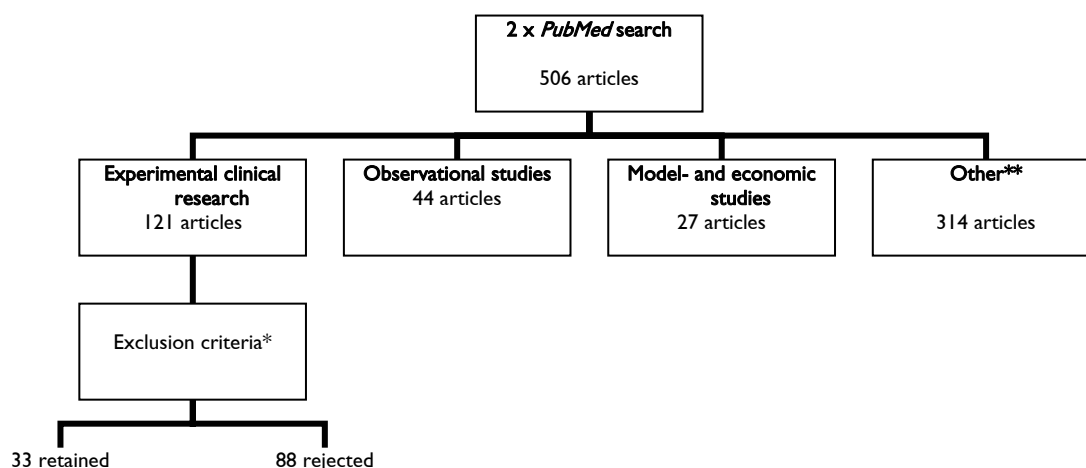 2 x PubMed search
506 articles
Experimental clinical
research
121 articles
Observational studies
44 articles
Model- and economic
studies
27 articles
Other**
314 articles
Exclusion criteria*
33 retained
88 rejected